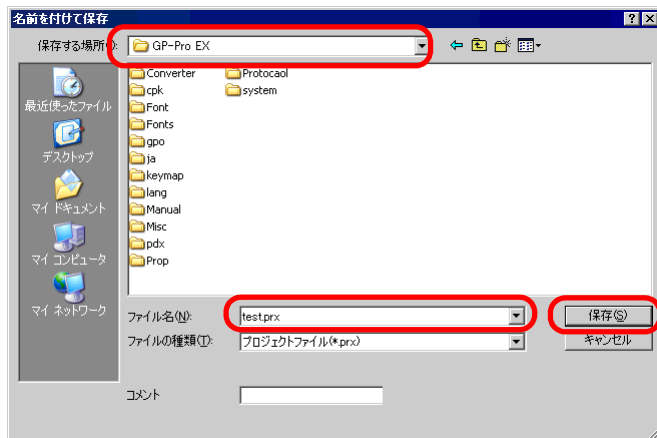 名前を付けて保存
保存する場所(I): GP-Pro EX
最近使ったファイル
デスクトップ
マイ ドキュメント
マイ コンピュータ
マイ ネットワーク
Converter
cpk
Font
Fonts
gpo
ja
keymap
lang
Manual
Misc
pdx
Prop
Protocaol
system
ファイル名(N): test.prx 保存(S)
ファイルの種類(T): プロジェクトファイル(*.prx) キャンセル
コメント